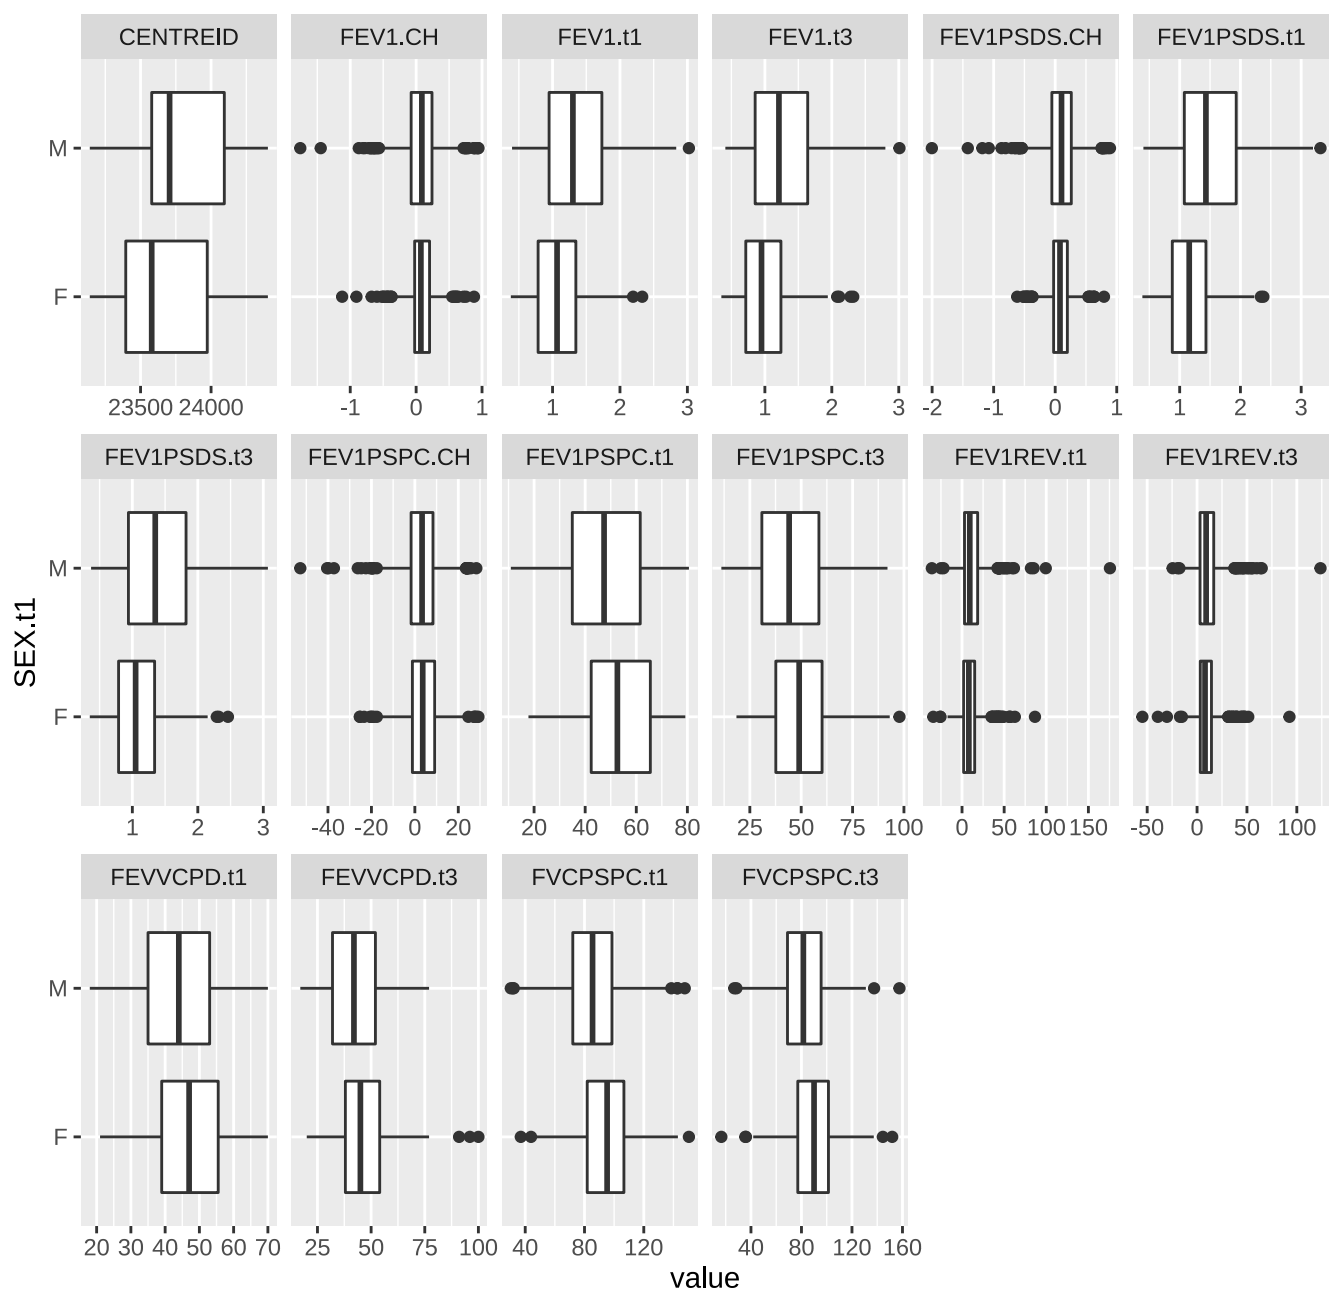 CENTREID FEV1.CH FEV1.t1 FEV1.t3 FEV1PSDS.CH FEV1PSDS.t1
M
F
23500 24000 -1 0 1 1 2 3 1 2 3 -2 -1 0 1 1 2 3
FEV1PSDS.t3 FEV1PSPC.CH FEV1PSPC.t1 FEV1PSPC.t3 FEV1REV.t1 FEV1REV.t3
M
SEX.t1
F
1 2 3 -40 -20 0 20 20 40 60 80 25 50 75 100 0 50 100 150 -50 0 50 100
FEVVCPD.t1 FEVVCPD.t3 FVCPSPC.t1 FVCPSPC.t3
M
F
20 30 40 50 60 70 25 50 75 100 40 80 120 40 80 120 160
value